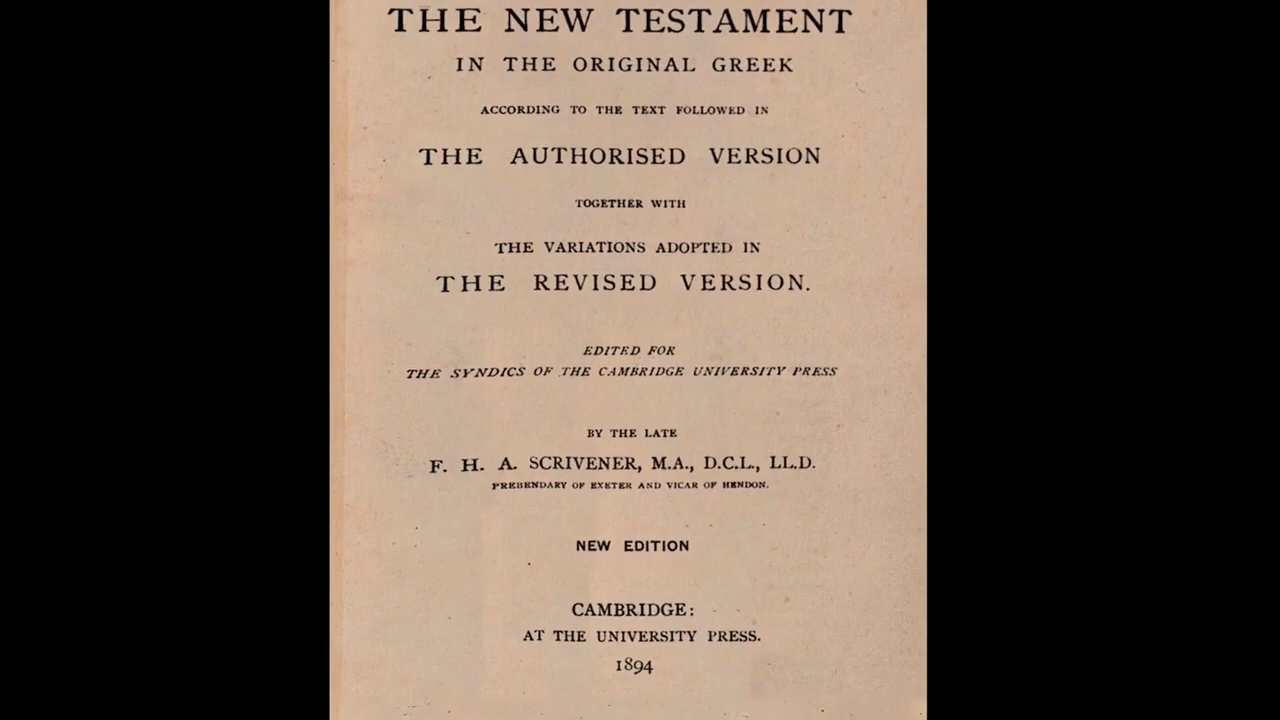 THE NEW TESTAMENT
IN THE ORIGINAL GREEK
ACCORDING TO THE TEXT FOLLOWED IN
THE AUTHORISED VERSION
TOGETHER WITH
THE VARIATIONS ADOPTED IN
THE REVISED VERSION.
EDITED FOR
THE SYNDICS OF THE CAMBRIDGE UNIVERSITY PRESS
BY THE LATE
F. H. A. SCRIVENER, M.A., D.C.L., LL.D.
PREBENDARY OF EXETER AND VICAR OF HENDON.
NEW EDITION
CAMBRIDGE:
AT THE UNIVERSITY PRESS.
1894